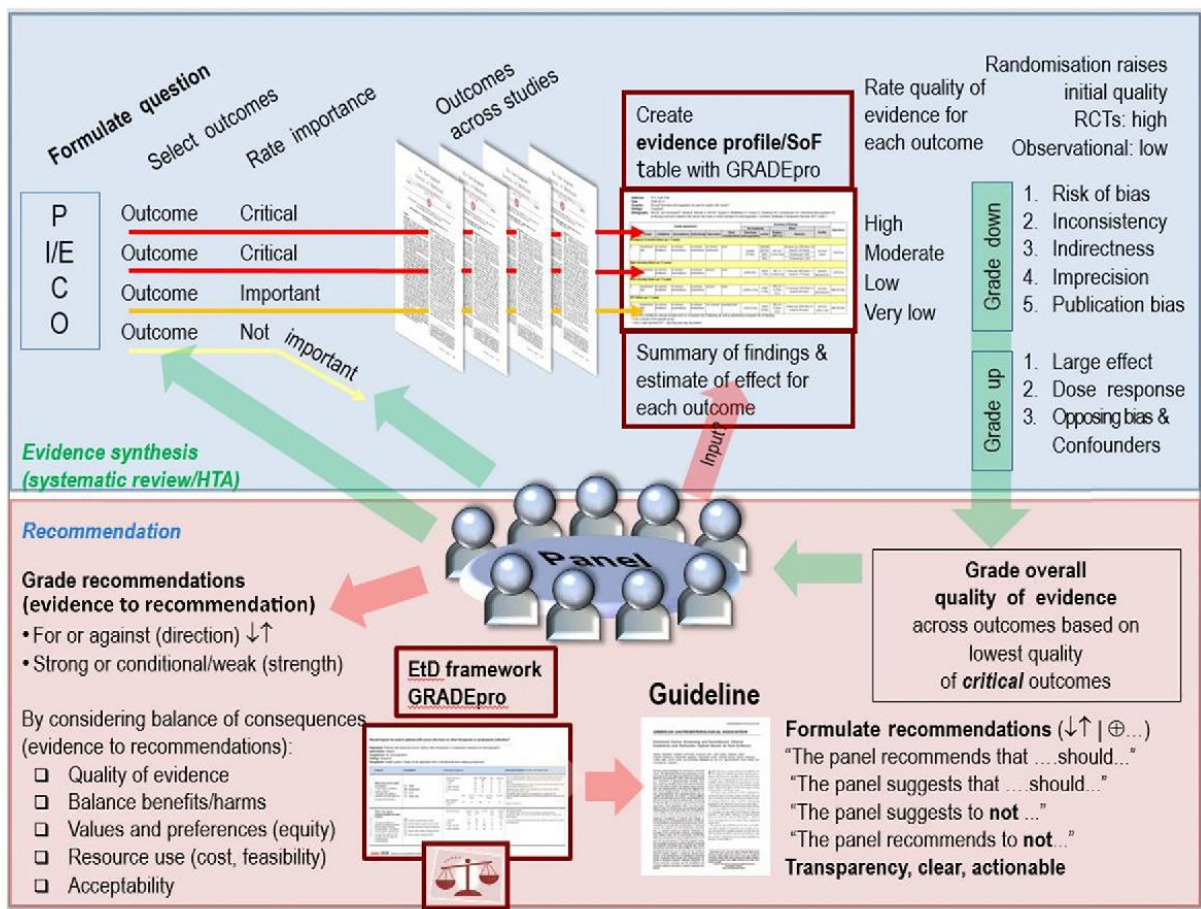 Formulate question
Select outcomes
Rate importance
Outcomes
across studies
P
I/E
C
O
Outcome
Critical
Outcome
Critical
Outcome
Important
Outcome
Not important
Create
evidence profile/SoF
table with GRADEpro
Summary of findings &
estimate of effect for
each outcome
Rate quality of
evidence for
each outcome
High
Moderate
Low
Very low
Randomisation raises
initial quality
RCTs: high
Observational: low
Grade down
1. Risk of bias
2. Inconsistency
3. Indirectness
4. Imprecision
5. Publication bias
Grade up
1. Large effect
2. Dose response
3. Opposing bias &
Confounders
Evidence synthesis
(systematic review/HTA)
Input?
Panel
Recommendation
Grade recommendations
(evidence to recommendation)
• For or against (direction) ↓↑
• Strong or conditional/weak (strength)
By considering balance of consequences
(evidence to recommendations):
❑ Quality of evidence
❑ Balance benefits/harms
❑ Values and preferences (equity)
❑ Resource use (cost, feasibility)
❑ Acceptability
EtD framework
GRADEpro
Guideline
Grade overall
quality of evidence
across outcomes based on
lowest quality
of critical outcomes
Formulate recommendations (↓↑ | ⊕...)
“The panel recommends that ....should...”
“The panel suggests that ....should...”
“The panel suggests to not ...”
“The panel recommends to not...”
Transparency, clear, actionable